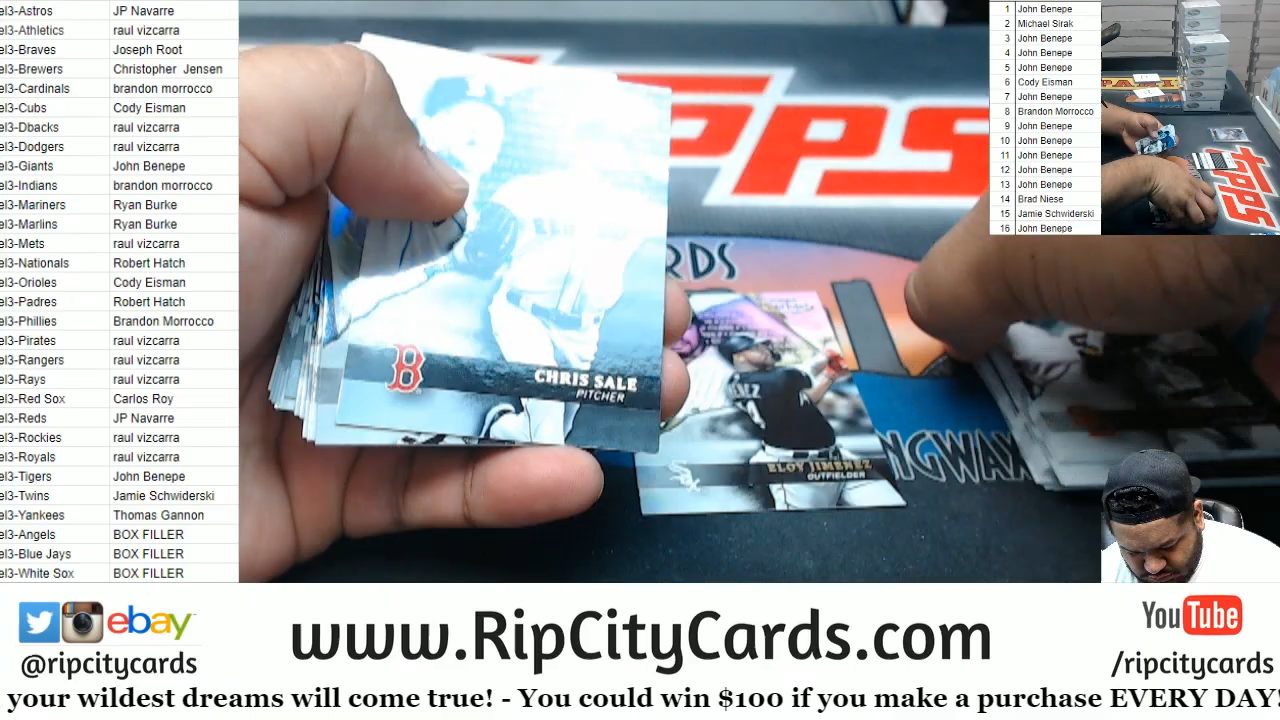 el3-Astros JP Navarre
el3-Athletics raul vizcarra
el3-Braves Joseph Root
el3-Brewers Christopher Jensen
el3-Cardinals brandon morrocco
el3-Cubs Cody Eisman
el3-Dbacks raul vizcarra
el3-Dodgers raul vizcarra
el3-Giants John Benepe
el3-Indians brandon morrocco
el3-Mariners Ryan Burke
el3-Marlins Ryan Burke
el3-Mets raul vizcarra
el3-Nationals Robert Hatch
el3-Orioles Cody Eisman
el3-Padres Robert Hatch
el3-Phillies Brandon Morrocco
el3-Pirates raul vizcarra
el3-Rangers raul vizcarra
el3-Rays raul vizcarra
el3-Red Sox Carlos Roy
el3-Reds JP Navarre
el3-Rockies raul vizcarra
el3-Royals raul vizcarra
el3-Tigers John Benepe
el3-Twins Jamie Schwiderski
el3-Yankees Thomas Gannon
el3-Angels BOX FILLER
el3-Blue Jays BOX FILLER
el3-White Sox BOX FILLER
1 John Benepe
2 Michael Sirak
3 John Benepe
4 John Benepe
5 John Benepe
6 Cody Eisman
7 John Benepe
8 Brandon Morrocco
9 John Benepe
10 John Benepe
11 John Benepe
12 John Benepe
13 John Benepe
14 Brad Niese
15 Jamie Schwiderski
16 John Benepe
PANINI
topps
pps
RDS
NGWAX
B
CHRIS SALE
PITCHER
Sox
ELOY JIMENEZ
OUTFIELDER
ebay
@ripcitycards
www.RipCityCards.com
YouTube
/ripcitycards
your wildest dreams will come true! - You could win $100 if you make a purchase EVERY DAY!